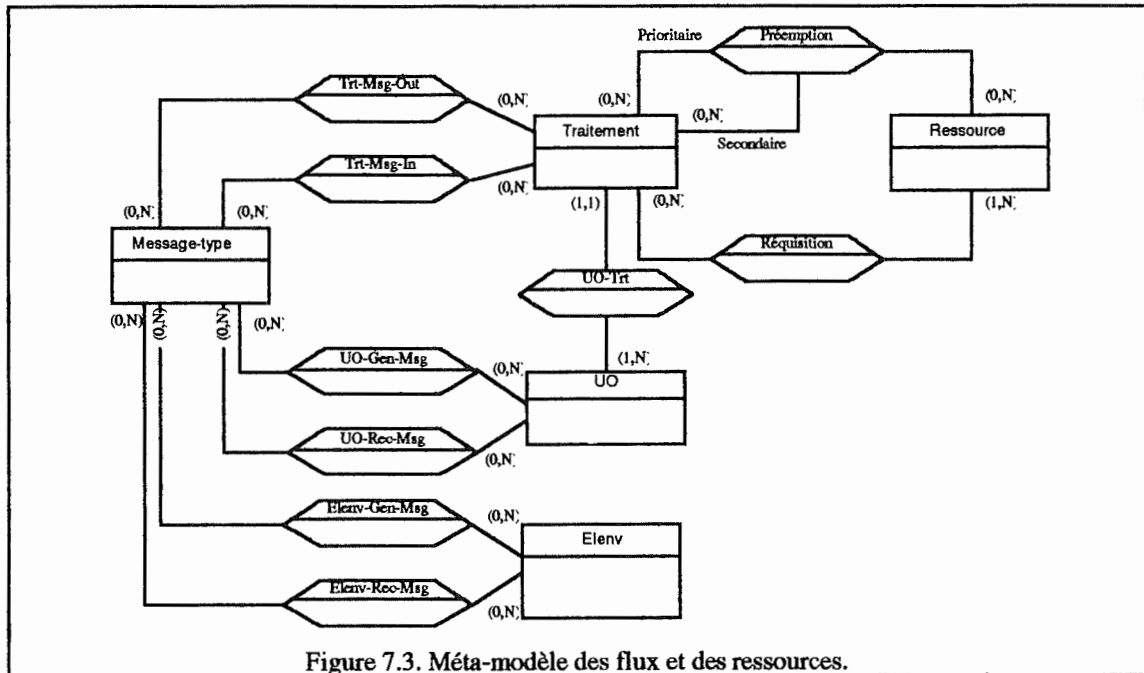 Prioritaire
Préemption
Trt-Msg-Out
(0,N)
(0,N)
(0,N)
(0,N)
Traitement
Secondaire
Ressource
Trt-Msg-In
(0,N)
(1,1)
(0,N)
(1,N)
(0,N)
(0,N)
Message-type
Réquisition
UO-Trt
(0,N)
(0,N)
(0,N)
(0,N)
UO-Gen-Msg
(0,N)
(1,N)
UO
UO-Rec-Msg
(0,N)
Elenv-Gen-Msg
(0,N)
Elenv
Elenv-Rec-Msg
(0,N)
Figure 7.3. Méta-modèle des flux et des ressources.